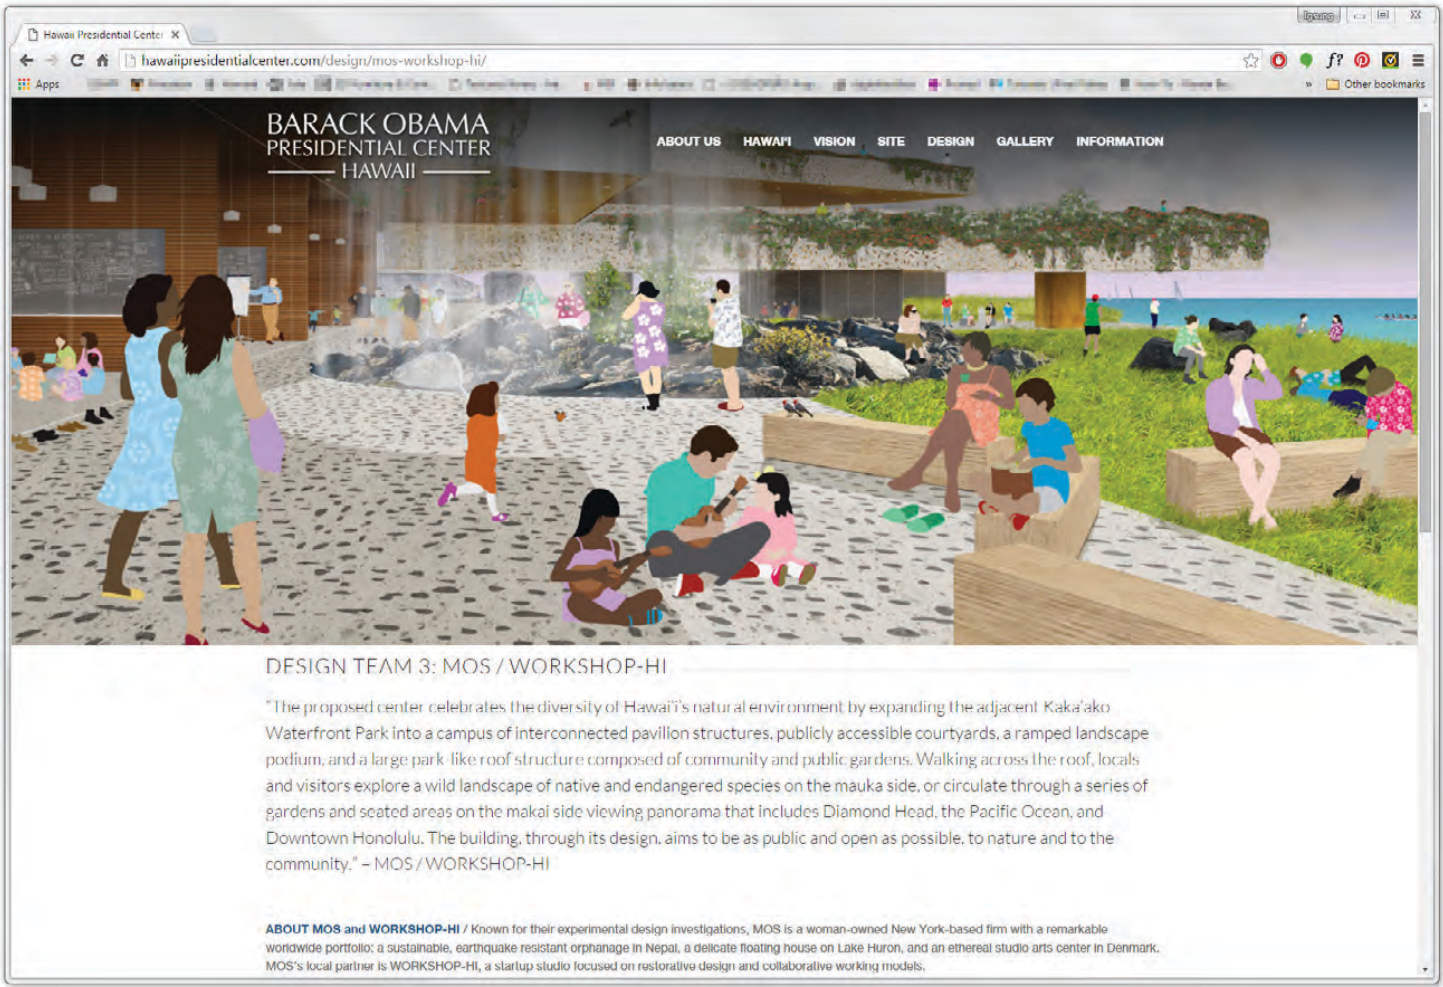 Hawaii Presidential Center
hawaiipresidentialcenter.com/design/mos-workshop-hi/
f?
Apps
»
Other bookmarks
BARACK OBAMA
PRESIDENTIAL CENTER
HAWAII
ABOUT US HAWAI'I VISION SITE DESIGN GALLERY INFORMATION
DESIGN TEAM 3: MOS / WORKSHOP-HI
"The proposed center celebrates the diversity of Hawai'i's natural environment by expanding the adjacent Kaka'ako
Waterfront Park into a campus of interconnected pavilion structures, publicly accessible courtyards, a ramped landscape
podium, and a large park-like roof structure composed of community and public gardens. Walking across the roof, locals
and visitors explore a wild landscape of native and endangered species on the mauka side, or circulate through a series of
gardens and seated areas on the makai side viewing panorama that includes Diamond Head, the Pacific Ocean, and
Downtown Honolulu. The building, through its design, aims to be as public and open as possible, to nature and to the
community." – MOS / WORKSHOP-HI
ABOUT MOS and WORKSHOP-HI / Known for their experimental design investigations, MOS is a woman-owned New York-based firm with a remarkable
worldwide portfolio: a sustainable, earthquake resistant orphanage in Nepal, a delicate floating house on Lake Huron, and an ethereal studio arts center in Denmark.
MOS's local partner is WORKSHOP-HI, a startup studio focused on restorative design and collaborative working models.